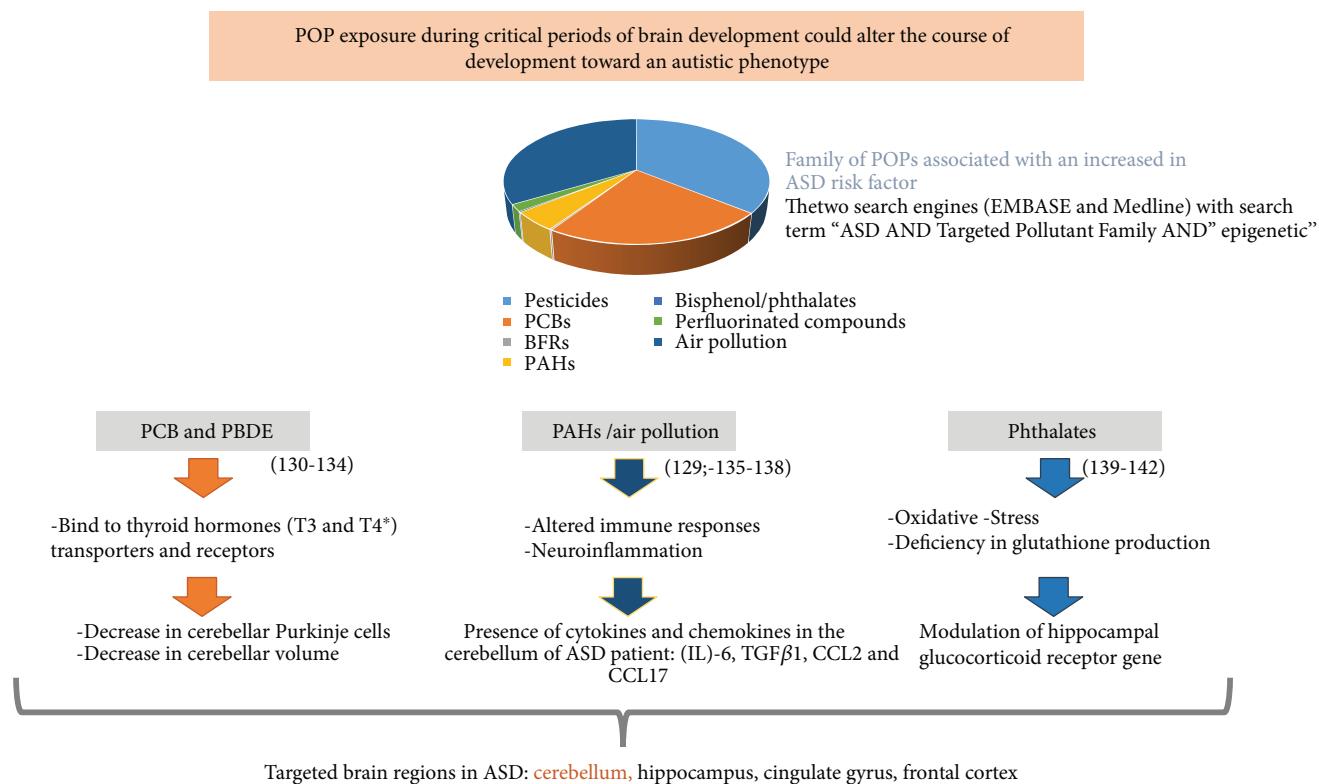 POP exposure during critical periods of brain development could alter the course of
development toward an autistic phenotype
Family of POPs associated with an increased in
ASD risk factor
Thetwo search engines (EMBASE and Medline) with search
term “ASD AND Targeted Pollutant Family AND” epigenetic”
Pesticides
PCBs
BFRs
PAHs
Bisphenol/phthalates
Perfluorinated compounds
Air pollution
PCB and PBDE
(130-134)
-Bind to thyroid hormones (T3 and T4*)
transporters and receptors
-Decrease in cerebellar Purkinje cells
-Decrease in cerebellar volume
PAHs /air pollution
(129;-135-138)
-Altered immune responses
-Neuroinflammation
Presence of cytokines and chemokines in the
cerebellum of ASD patient: (IL)-6, TGFβ1, CCL2 and
CCL17
Phthalates
(139-142)
-Oxidative -Stress
-Deficiency in glutathione production
Modulation of hippocampal
glucocorticoid receptor gene
Targeted brain regions in ASD: cerebellum, hippocampus, cingulate gyrus, frontal cortex